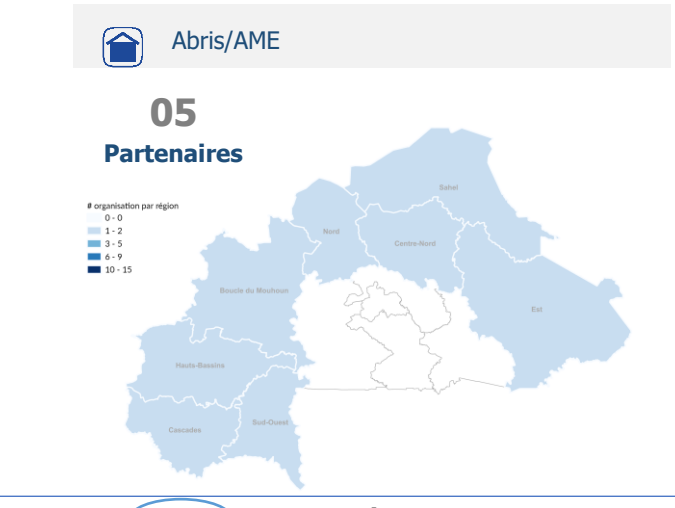 Abris/AME
05
Partenaires
# organisation par région
0 - 0
1 - 2
3 - 5
6 - 9
10 - 15
Sahel
Nord
Centre-Nord
Boucle du Mouhoun
Est
Hauts-Bassins
Sud-Ouest
Cascades